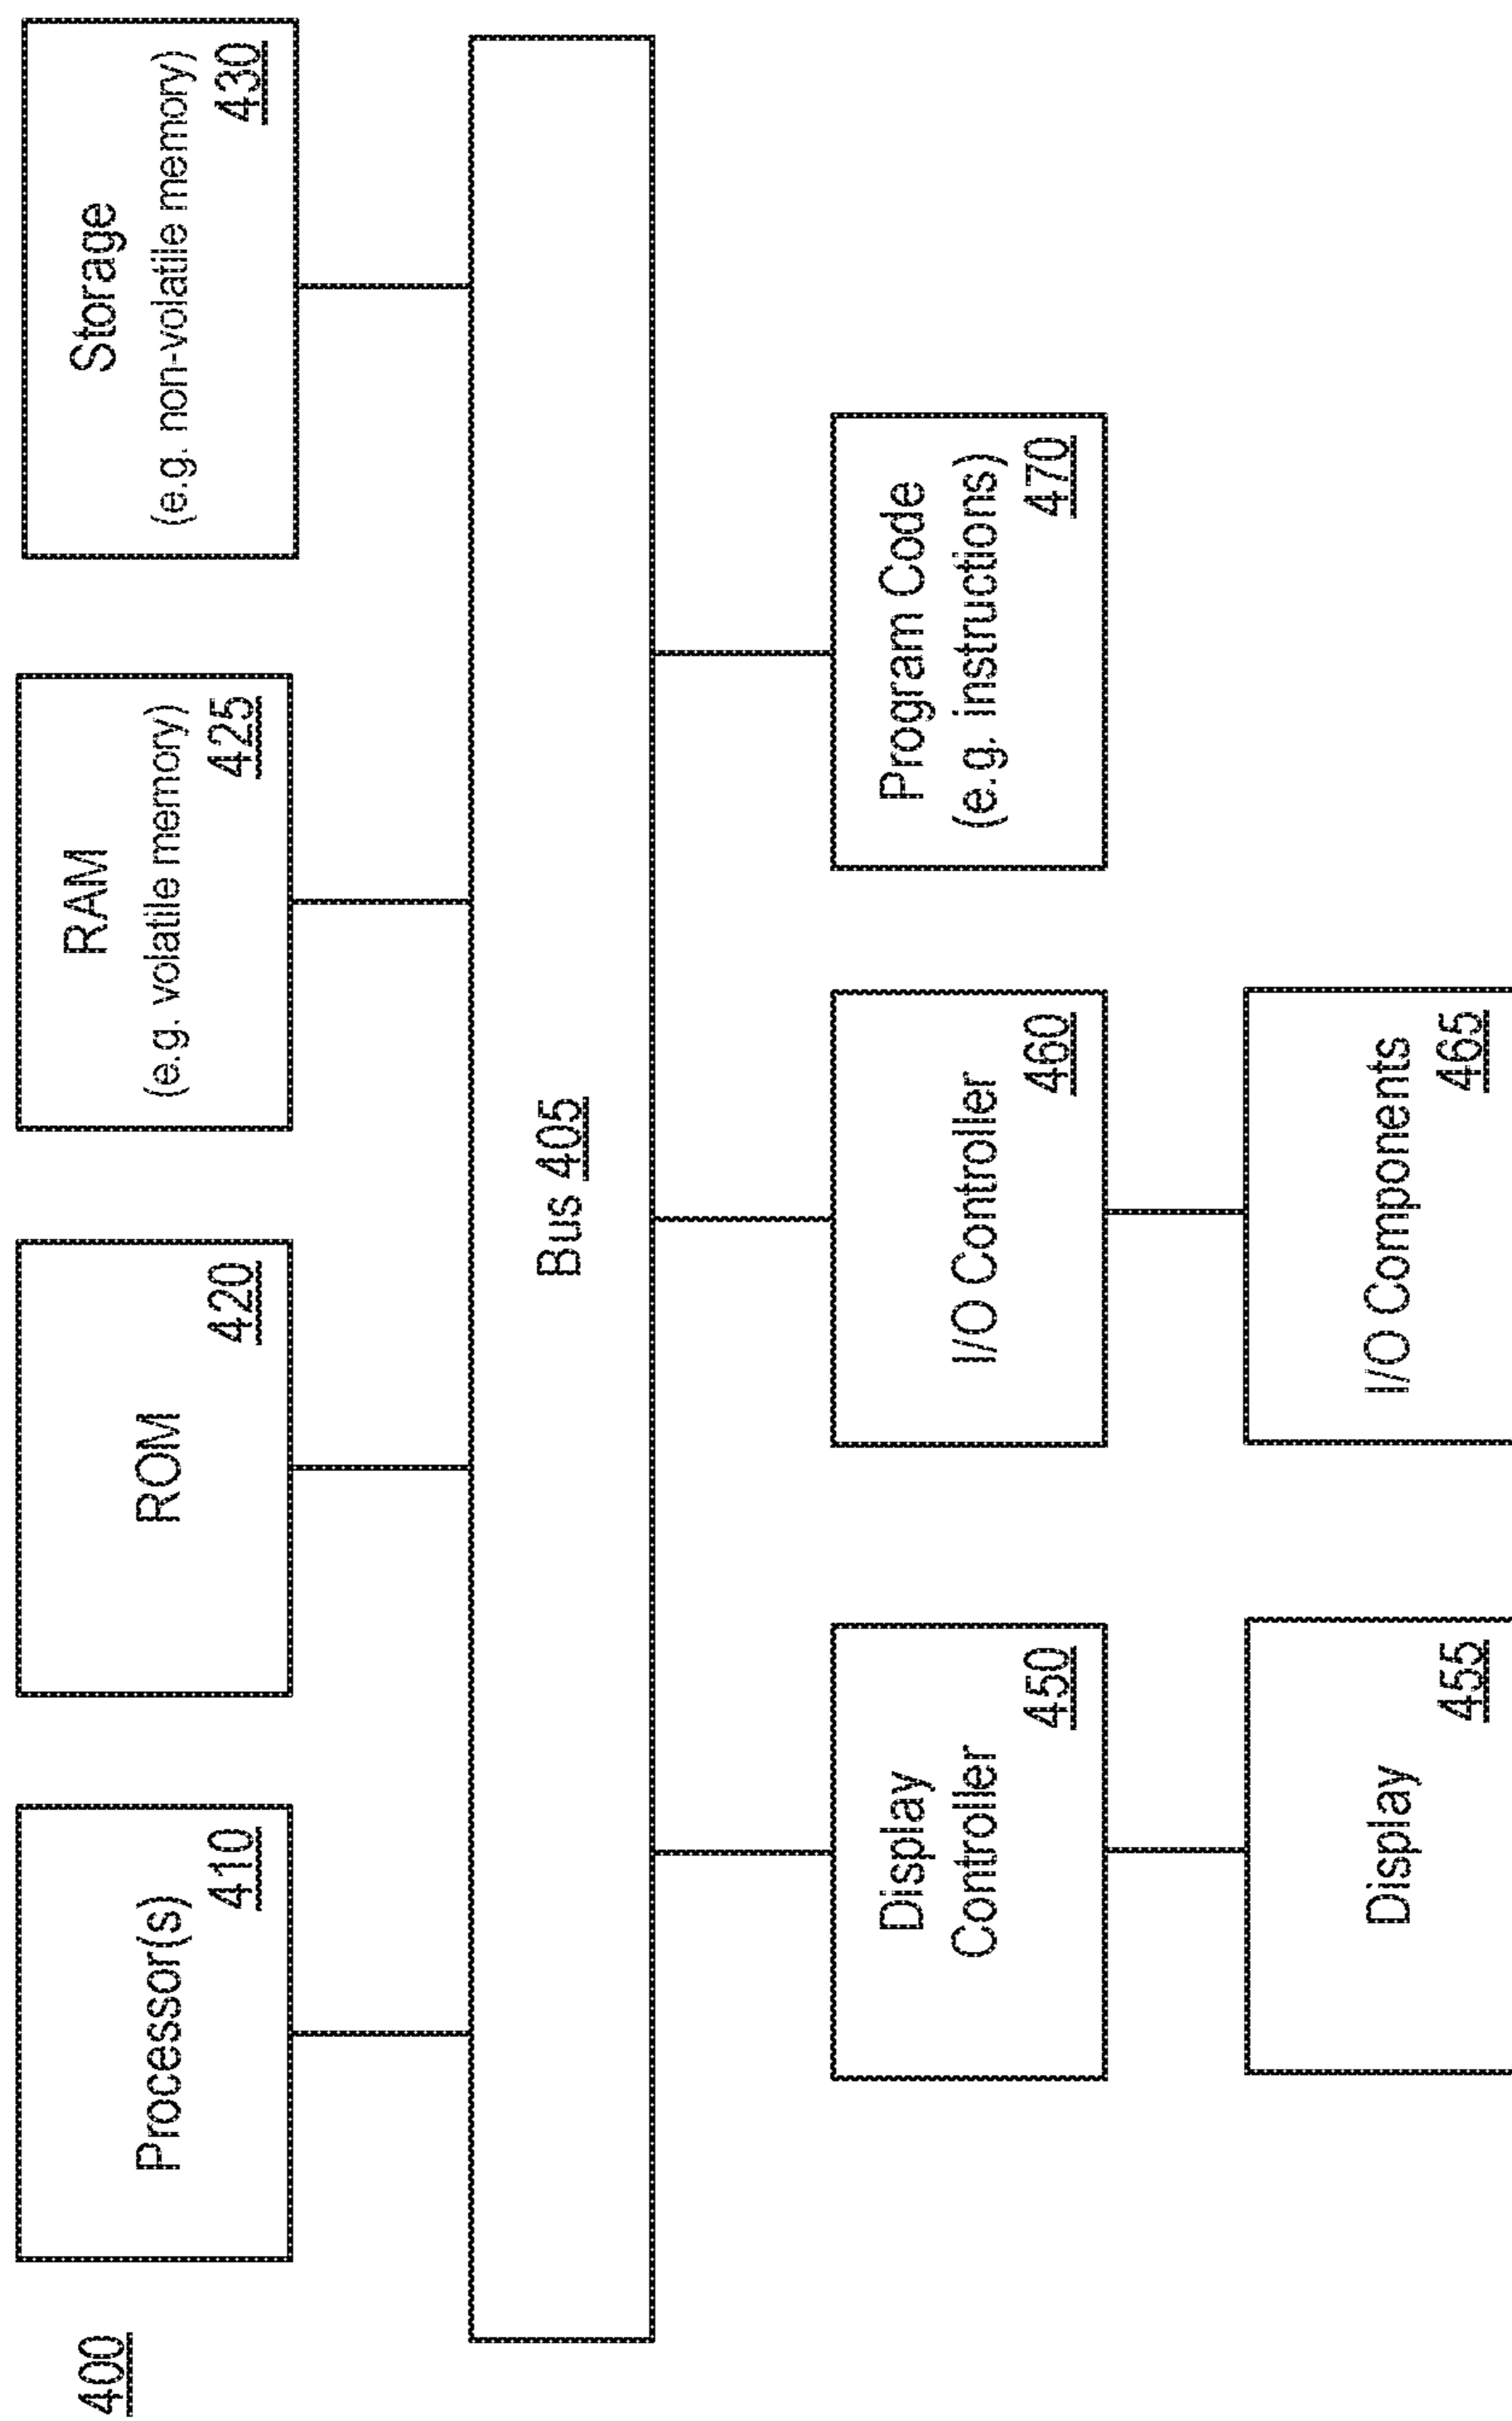 400
Processor(s)
410
ROM
420
RAM
(e.g. volatile memory)
425
Storage
(e.g. non-volatile memory)
430
Bus 405
Display
Controller
450
I/O Controller
460
Program Code
(e.g. instructions)
470
Display
455
I/O Components
465